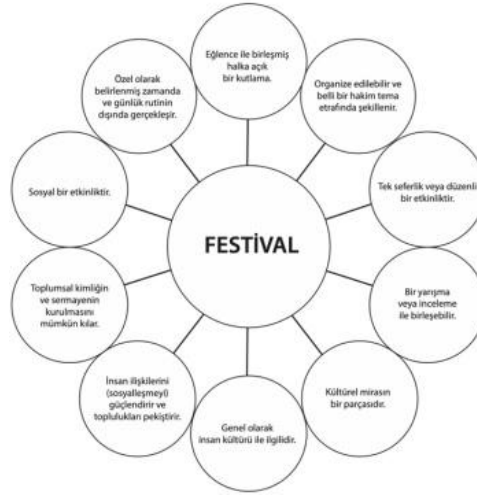 Eğlence ile birleşmiş
halka açık
bir kutlama.
Organize edilebilir ve
belli bir hakim tema
etrafında şekillenir.
Tek seferlik veya düzenli
bir etkinliktir.
Bir yarışma
veya inceleme
ile birleşebilir.
Kültürel mirasın
bir parçasıdır.
Genel olarak
insan kültürü ile ilgilidir.
İnsan ilişkilerini
(sosyalleşmeyi)
güçlendirir ve
toplulukları pekiştirir.
Toplumsal kimliğin
ve sermayenin
kurulmasını
mümkün kılar.
Sosyal bir etkinliktir.
Özel olarak
belirlenmiş zamanda
ve günlük rutinin
dışında gerçekleşir.
FESTİVAL